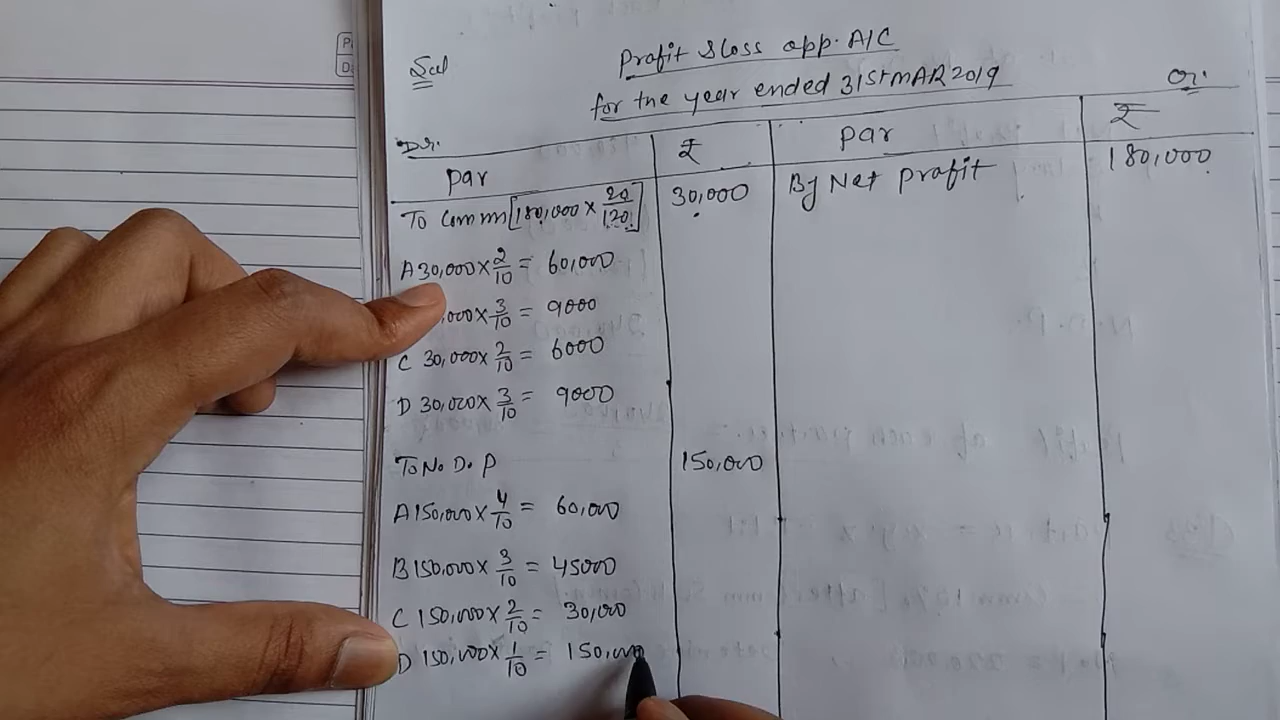 Sol
Profit & loss app. A/C
for the year ended 31st MAR 2019
Dr.
Cr.
Par ₹ Par ₹
To Comm [180,000 × 20/120] 30,000 By Net profit 180,000
A 30,000 × 2/10 = 60,000
,000 × 3/10 = 9000
C 30,000 × 2/10 = 6000
D 30,000 × 3/10 = 9000
To No D. P 150,000
A 150,000 × 4/10 = 60,000
B 150,000 × 3/10 = 45000
C 150,000 × 2/10 = 30,000
D 150,000 × 1/10 = 150,000